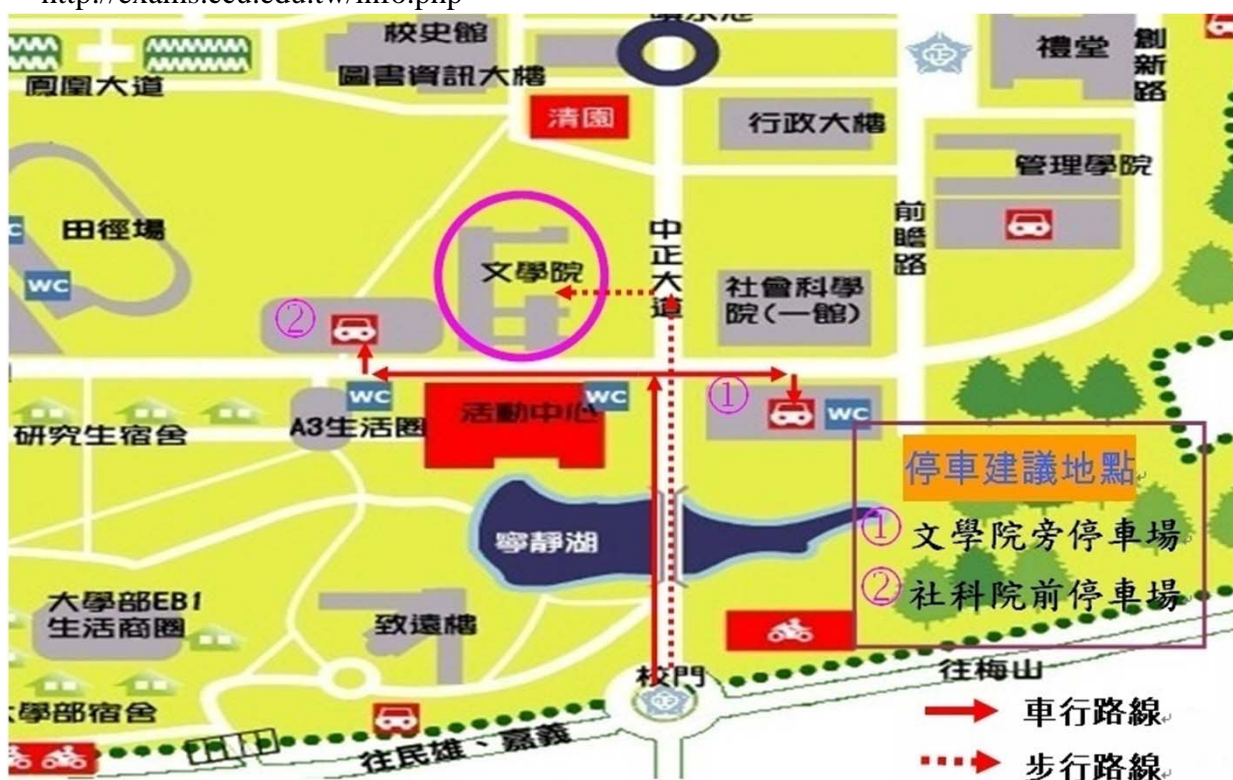 http://exams.ccu.edu.tw/info.php
校史館
禮堂
創新路
圖書資訊大樓
鳳凰大道
清園
行政大樓
管理學院
前瞻路
田徑場
中正大道
文學院
WC
社會科學
院(一館)
②
WC
WC
①
WC
活動中心
A3生活圈
研究生宿舍
停車建議地點
① 文學院旁停車場
② 社科院前停車場
寧靜湖
大學部EB1
生活商圈
致遠樓
校門
往梅山
學部宿舍
往民雄、嘉義
車行路線
步行路線